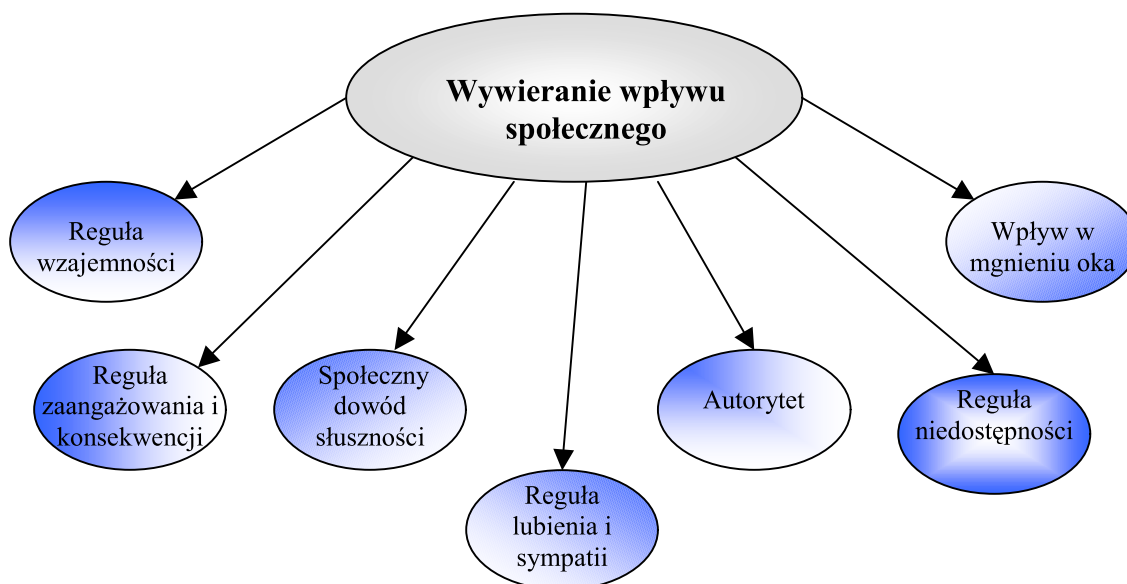 Wywieranie wpływu
społecznego
Reguła
wzajemności
Wpływ w
mgnieniu oka
Reguła
zaangażowania i
konsekwencji
Społeczny
dowód
słuszności
Autorytet
Reguła
niedostępności
Reguła
lubienia i
sympatii